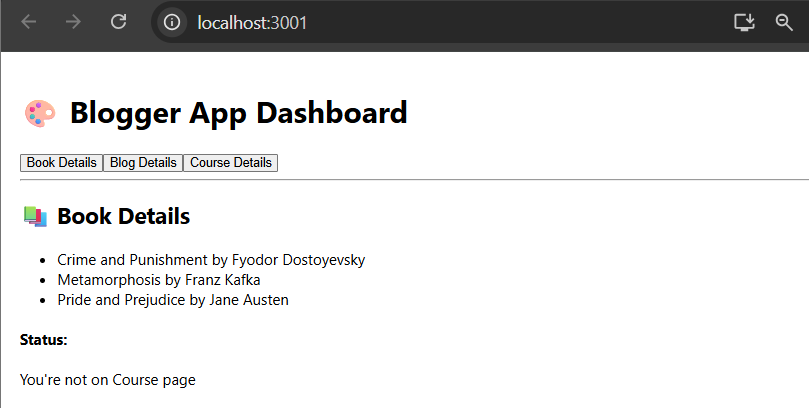 localhost:3001
🎨 Blogger App Dashboard
Book Details Blog Details Course Details
📚 Book Details
• Crime and Punishment by Fyodor Dostoyevsky
• Metamorphosis by Franz Kafka
• Pride and Prejudice by Jane Austen
Status:
You're not on Course page